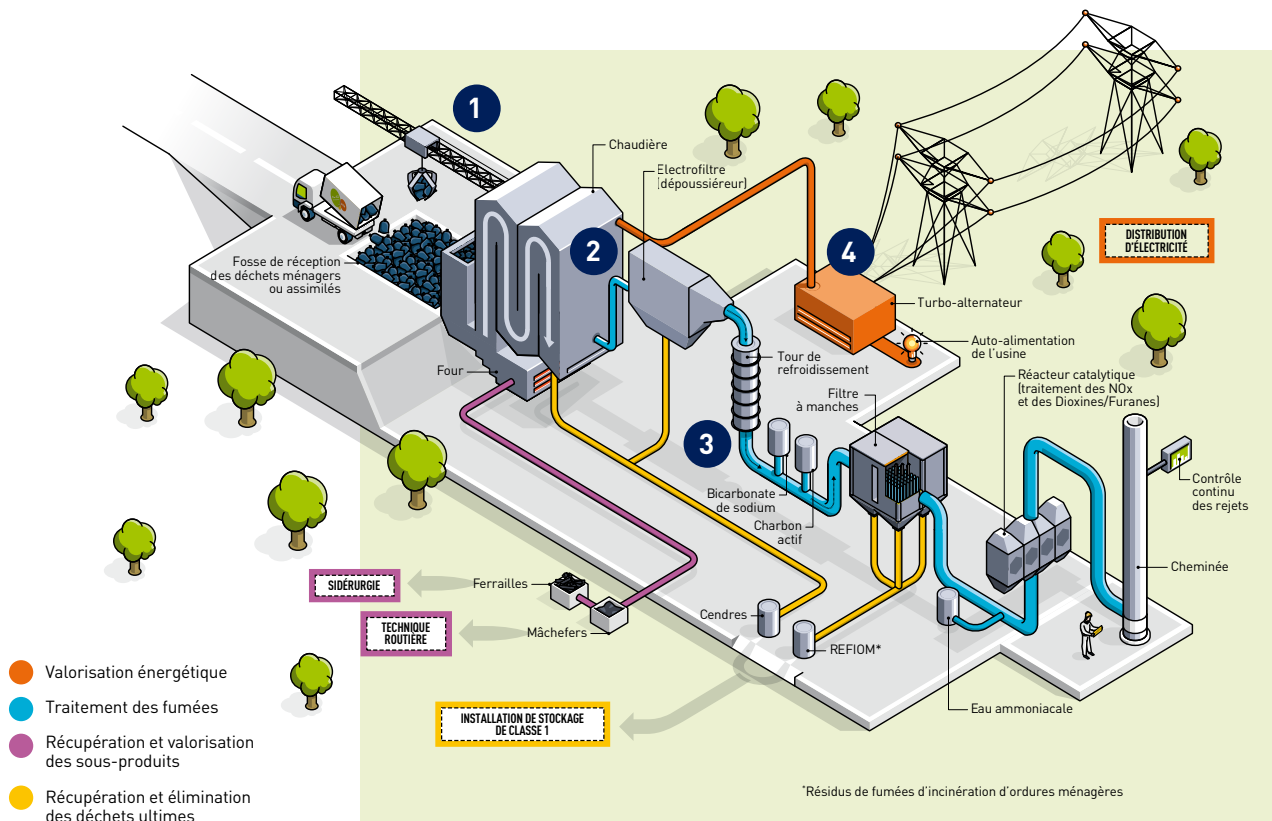 1
Chaudière
Electrofiltre
(dépoussiéreur)
2
4
DISTRIBUTION
D'ÉLECTRICITÉ
Fosse de réception
des déchets ménagers
ou assimilés
Turbo-alternateur
Auto-alimentation
de l'usine
Tour de
refroidissement
Four
Réacteur catalytique
(traitement des NOx
et des Dioxines/Furanes)
Filtre
à manches
3
Bicarbonate
de sodium
Charbon
actif
Contrôle
continu
des rejets
Cheminée
SIDÉRURGIE
Ferrailles
TECHNIQUE
ROUTIÈRE
Mâchefers
Cendres
REFIOM*
Eau ammoniacale
INSTALLATION DE STOCKAGE
DE CLASSE 1
Valorisation énergétique
Traitement des fumées
Récupération et valorisation
des sous-produits
Récupération et élimination
des déchets ultimes
*Résidus de fumées d'incinération d'ordures ménagères